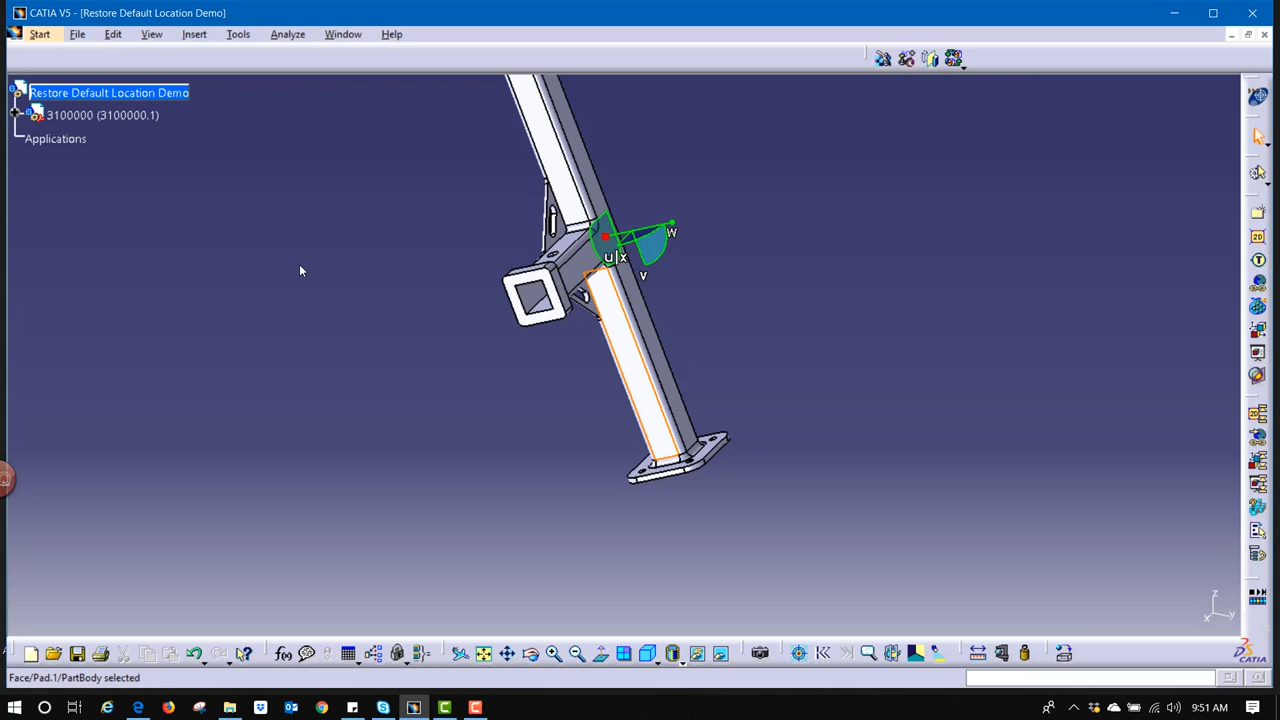 CATIA V5 - [Restore Default Location Demo]
Start File Edit View Insert Tools Analyze Window Help
Restore Default Location Demo
3100000 (3100000.1)
Applications
w
u|x
v
z
x y
Face/Pad.1/PartBody selected
CATIA
9:51 AM